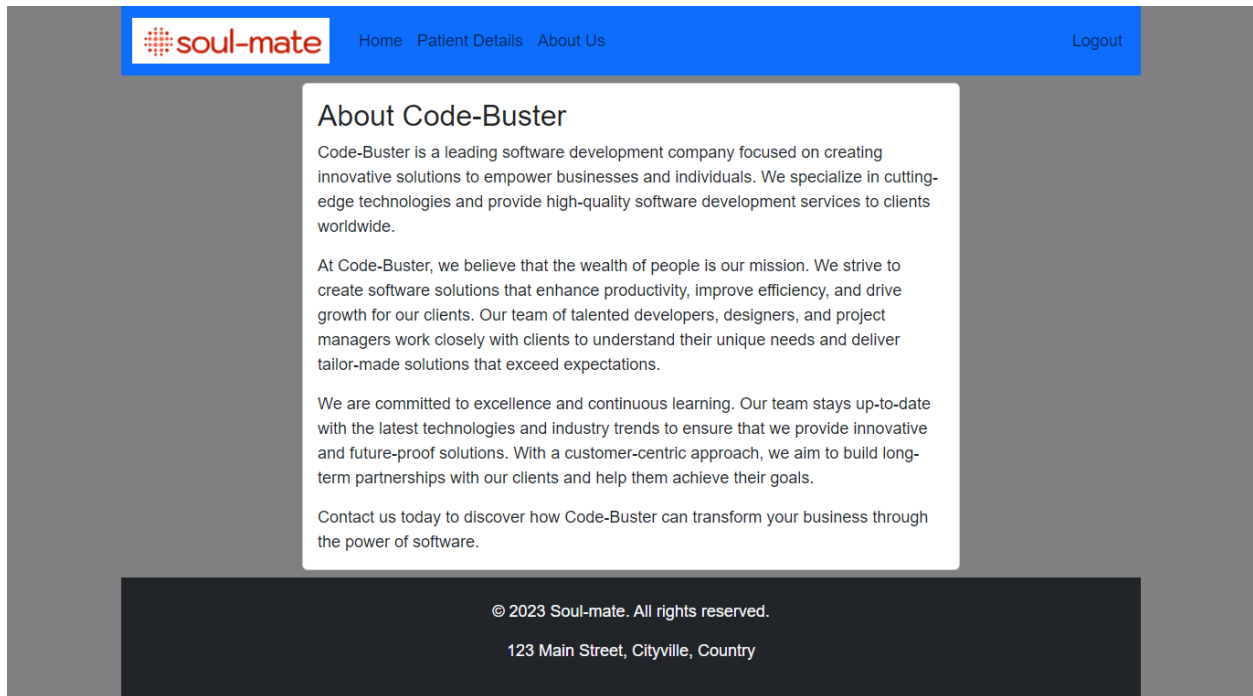 soul-mate Home Patient Details About Us Logout
About Code-Buster
Code-Buster is a leading software development company focused on creating
innovative solutions to empower businesses and individuals. We specialize in cutting-
edge technologies and provide high-quality software development services to clients
worldwide.
At Code-Buster, we believe that the wealth of people is our mission. We strive to
create software solutions that enhance productivity, improve efficiency, and drive
growth for our clients. Our team of talented developers, designers, and project
managers work closely with clients to understand their unique needs and deliver
tailor-made solutions that exceed expectations.
We are committed to excellence and continuous learning. Our team stays up-to-date
with the latest technologies and industry trends to ensure that we provide innovative
and future-proof solutions. With a customer-centric approach, we aim to build long-
term partnerships with our clients and help them achieve their goals.
Contact us today to discover how Code-Buster can transform your business through
the power of software.
© 2023 Soul-mate. All rights reserved.
123 Main Street, Cityville, Country